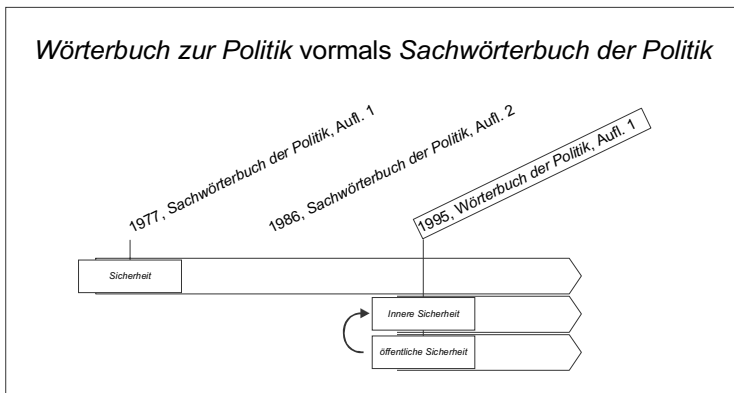 Wörterbuch zur Politik vormals Sachwörterbuch der Politik
1977, Sachwörterbuch der Politik, Aufl. 1
1986, Sachwörterbuch der Politik, Aufl. 2
1995, Wörterbuch der Politik, Aufl. 1
Sicherheit
Innere Sicherheit
öffentliche Sicherheit